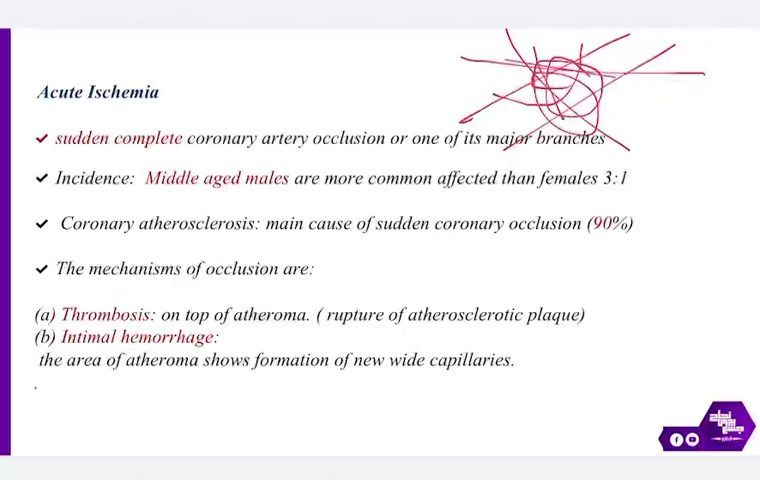 Acute Ischemia
✓ sudden complete coronary artery occlusion or one of its major branches
✓ Incidence: Middle aged males are more common affected than females 3:1
✓ Coronary atherosclerosis: main cause of sudden coronary occlusion (90%)
✓ The mechanisms of occlusion are:
(a) Thrombosis: on top of atheroma. ( rupture of atherosclerotic plaque)
(b) Intimal hemorrhage:
the area of atheroma shows formation of new wide capillaries.
.